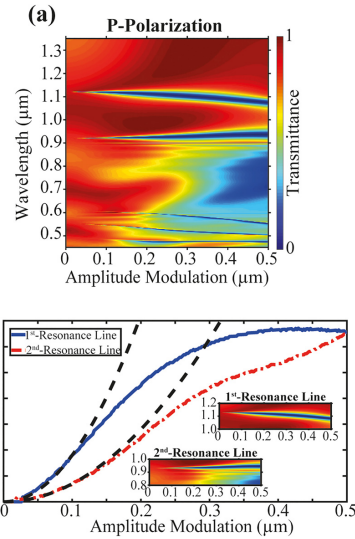 (a)
P-Polarization
1.3
1.2
1.1
1.0
0.9
0.8
0.7
0.6
0.5
Wavelength (μm)
0 0.1 0.2 0.3 0.4 0.5
Amplitude Modulation (μm)
1
Transmittance
0
1st-Resonance Line
2nd-Resonance Line
1st-Resonance Line
1.2
1.1
1.0
0 0.1 0.2 0.3 0.4 0.5
2nd-Resonance Line
1.0
0.9
0.8
0 0.1 0.2 0.3 0.4 0.5
0 0.1 0.2 0.3 0.4 0.5
Amplitude Modulation (μm)